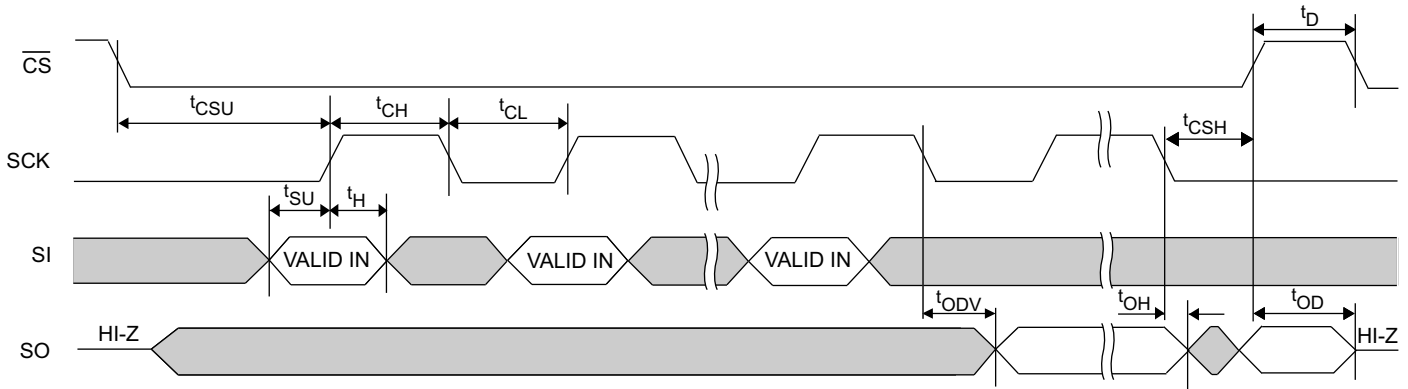 tD
CS
tCSU
tCH
tCL
tCSH
SCK
tSU
tH
SI
VALID IN
VALID IN
VALID IN
tODV
tOH
tOD
HI-Z
HI-Z
SO